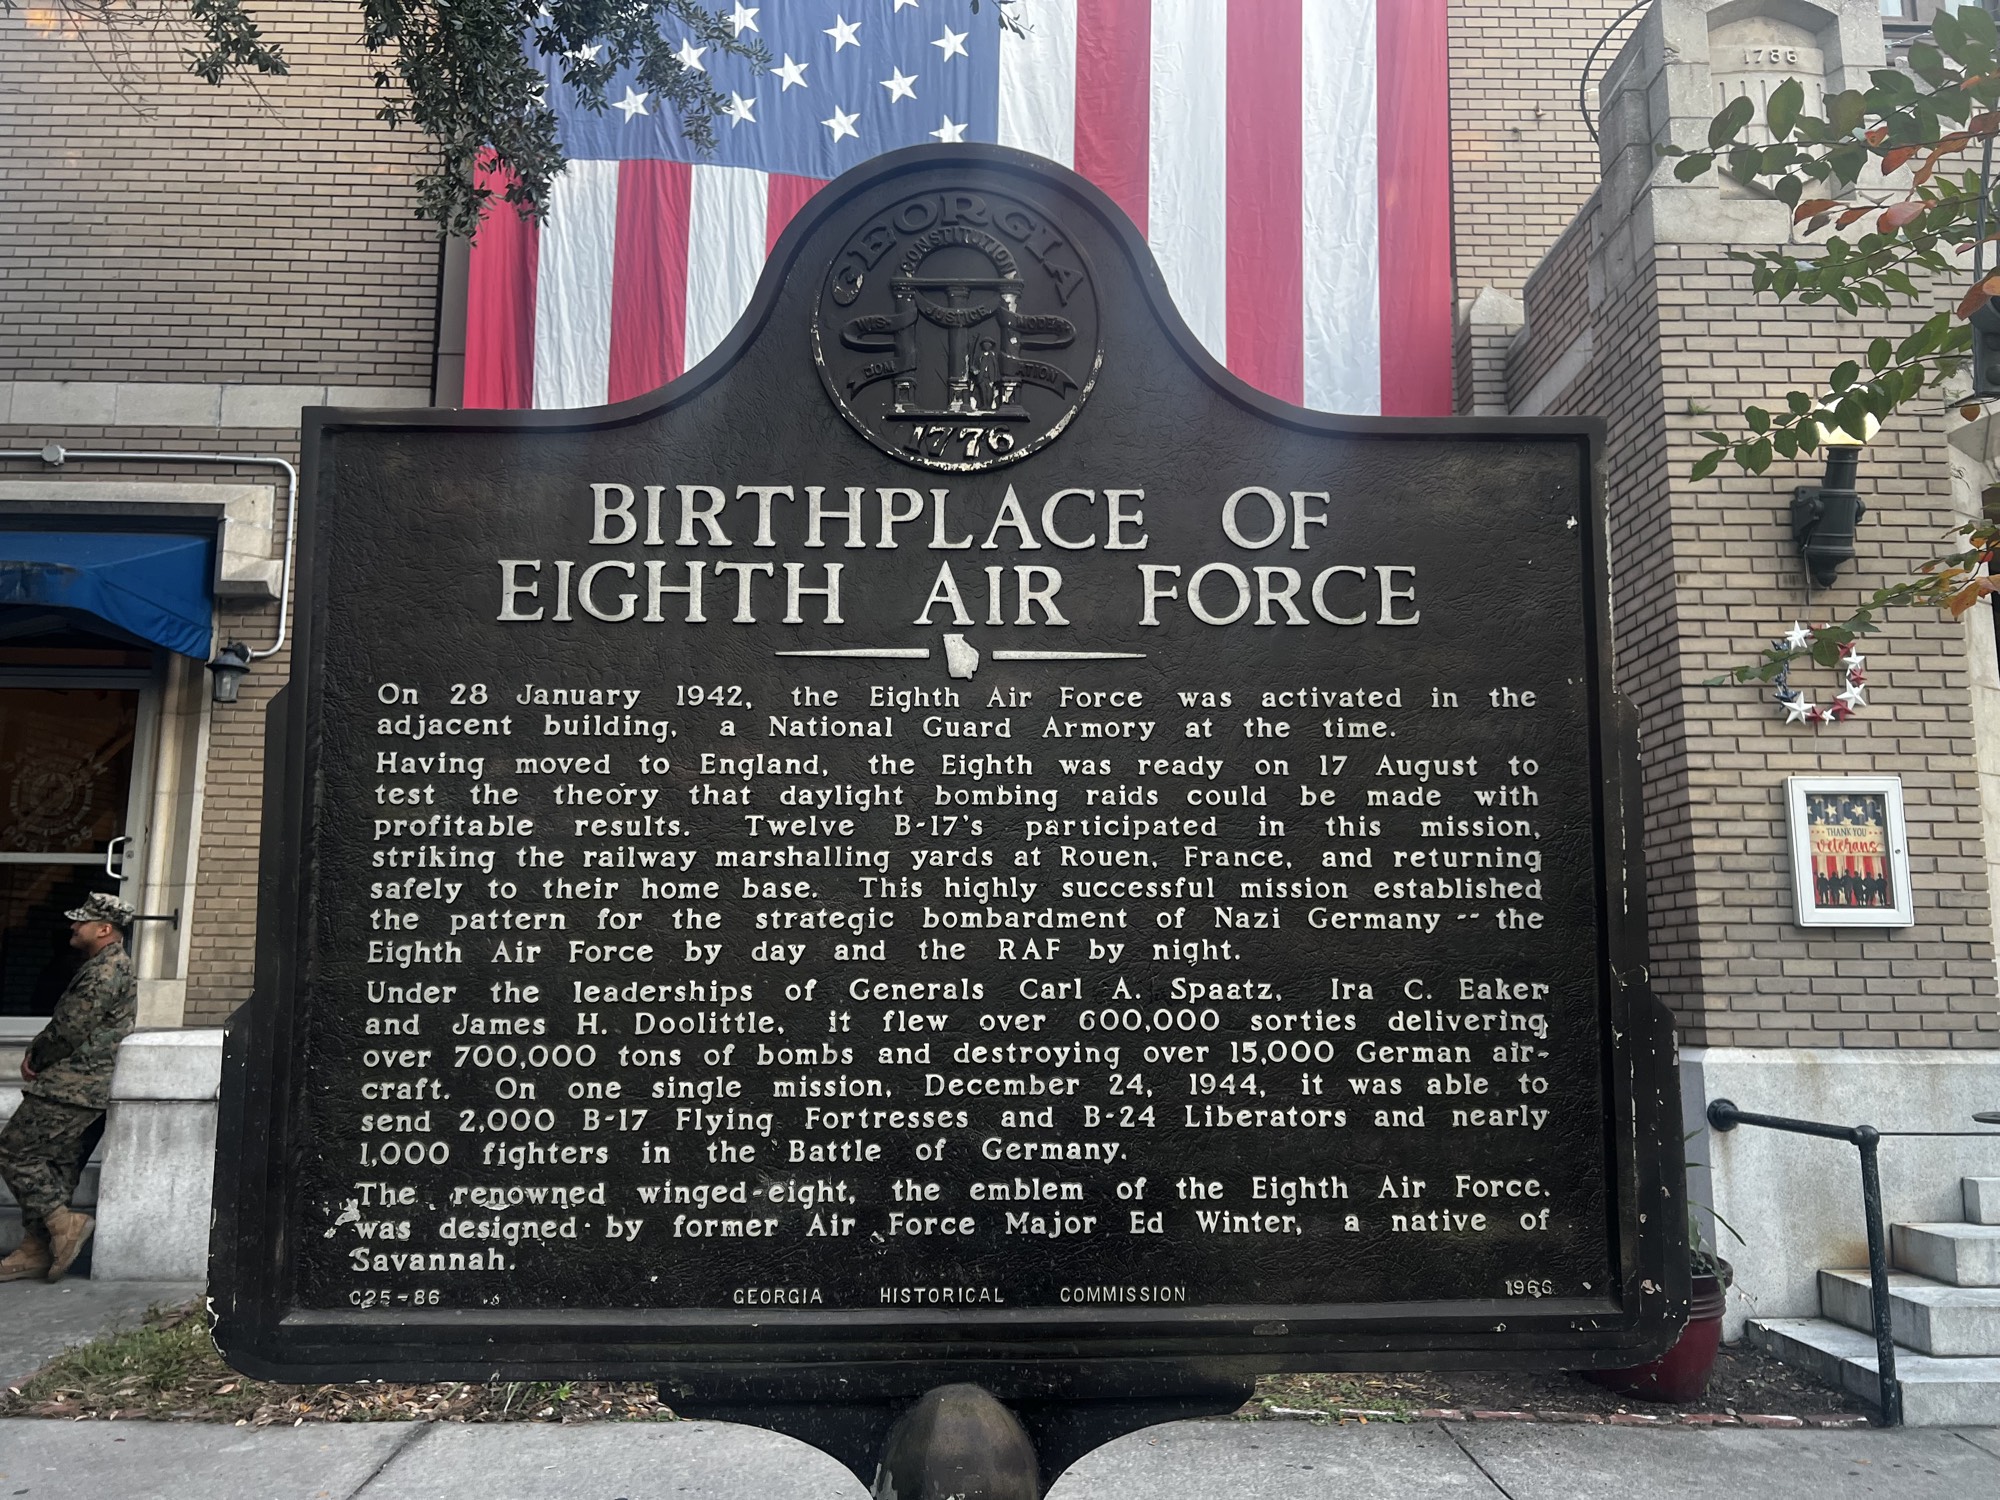 1786
GEORGIA
CONSTITUTION
JUSTICE
WIS MODER
DOM ATION
1776
BIRTHPLACE OF
EIGHTH AIR FORCE
On 28 January 1942, the Eighth Air Force was activated in the
adjacent building, a National Guard Armory at the time.
Having moved to England, the Eighth was ready on 17 August to
test the theory that daylight bombing raids could be made with
profitable results. Twelve B-17's participated in this mission,
striking the railway marshalling yards at Rouen, France, and returning
safely to their home base. This highly successful mission established
the pattern for the strategic bombardment of Nazi Germany -- the
Eighth Air Force by day and the RAF by night.
Under the leaderships of Generals Carl A. Spaatz, Ira C. Eaker
and James H. Doolittle, it flew over 600,000 sorties delivering
over 700,000 tons of bombs and destroying over 15,000 German air-
craft. On one single mission, December 24, 1944, it was able to
send 2,000 B-17 Flying Fortresses and B-24 Liberators and nearly
1,000 fighters in the Battle of Germany.
The renowned winged-eight, the emblem of the Eighth Air Force,
was designed by former Air Force Major Ed Winter, a native of
Savannah.
025-86 GEORGIA HISTORICAL COMMISSION 1966
THANK YOU
veterans
POST 135